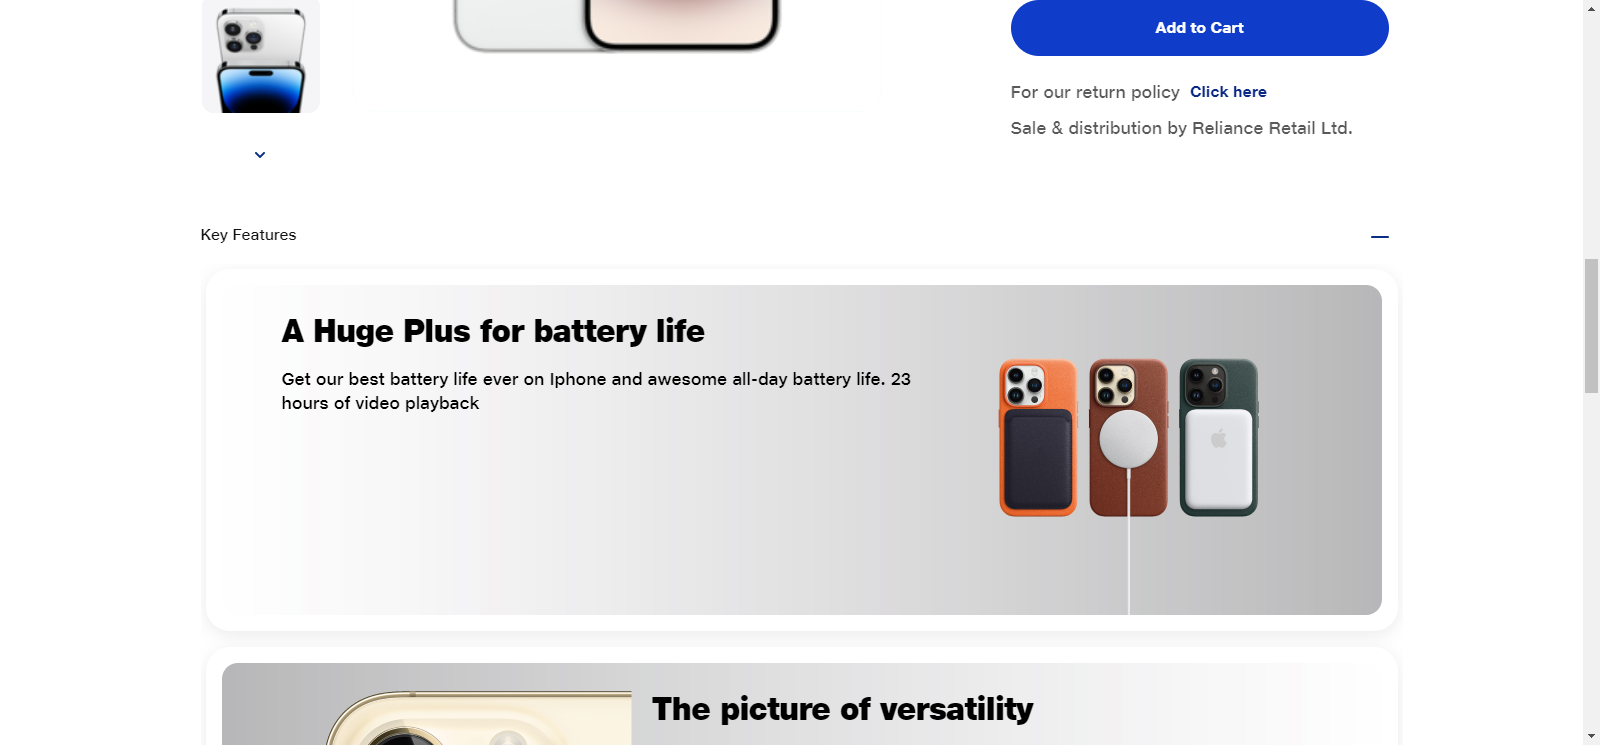 Add to Cart
For our return policy Click here
Sale & distribution by Reliance Retail Ltd.
Key Features
A Huge Plus for battery life
Get our best battery life ever on Iphone and awesome all-day battery life. 23
hours of video playback
The picture of versatility